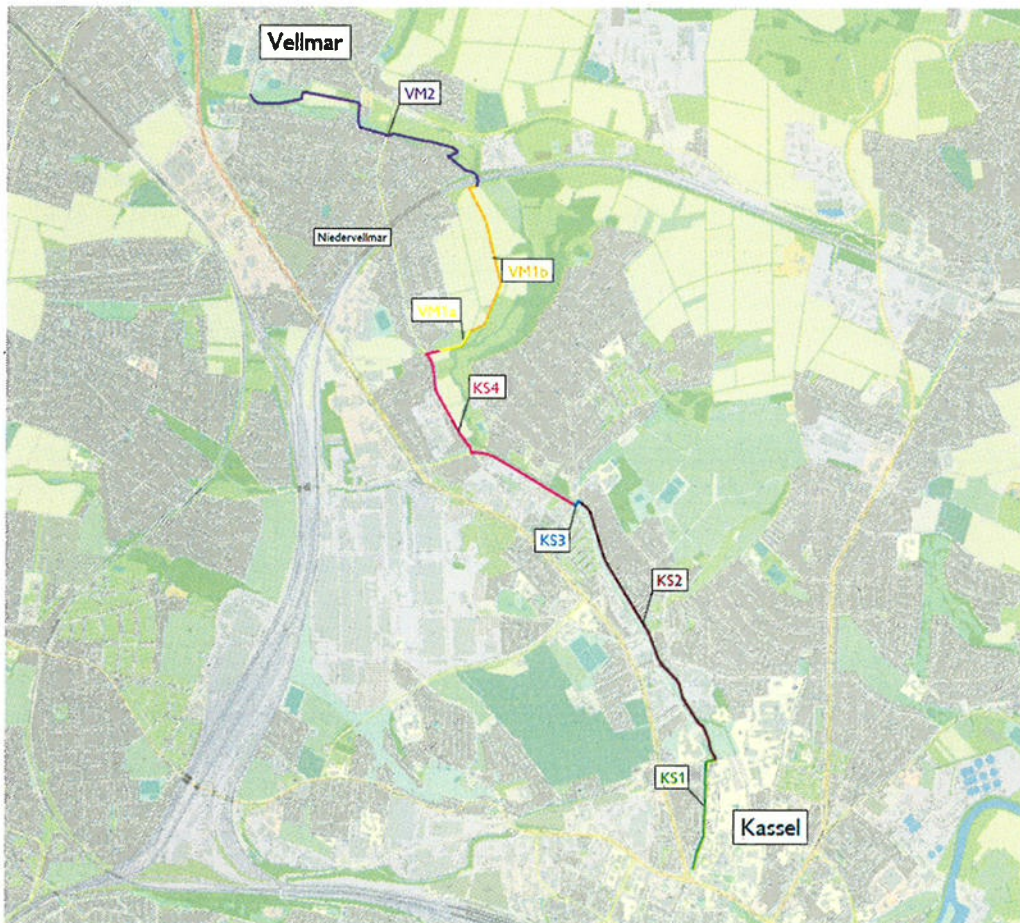 Vellmar
VM2
Niedervellmar
VM1b
VM1a
KS4
KS3
KS2
KS1
Kassel